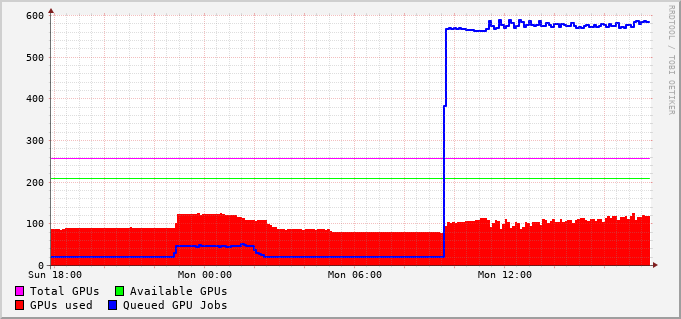 600
500
400
300
200
100
0
Sun 18:00 Mon 00:00 Mon 06:00 Mon 12:00
Total GPUs Available GPUs
GPUs used Queued GPU Jobs
RRDTOOL / TOBI OETIKER